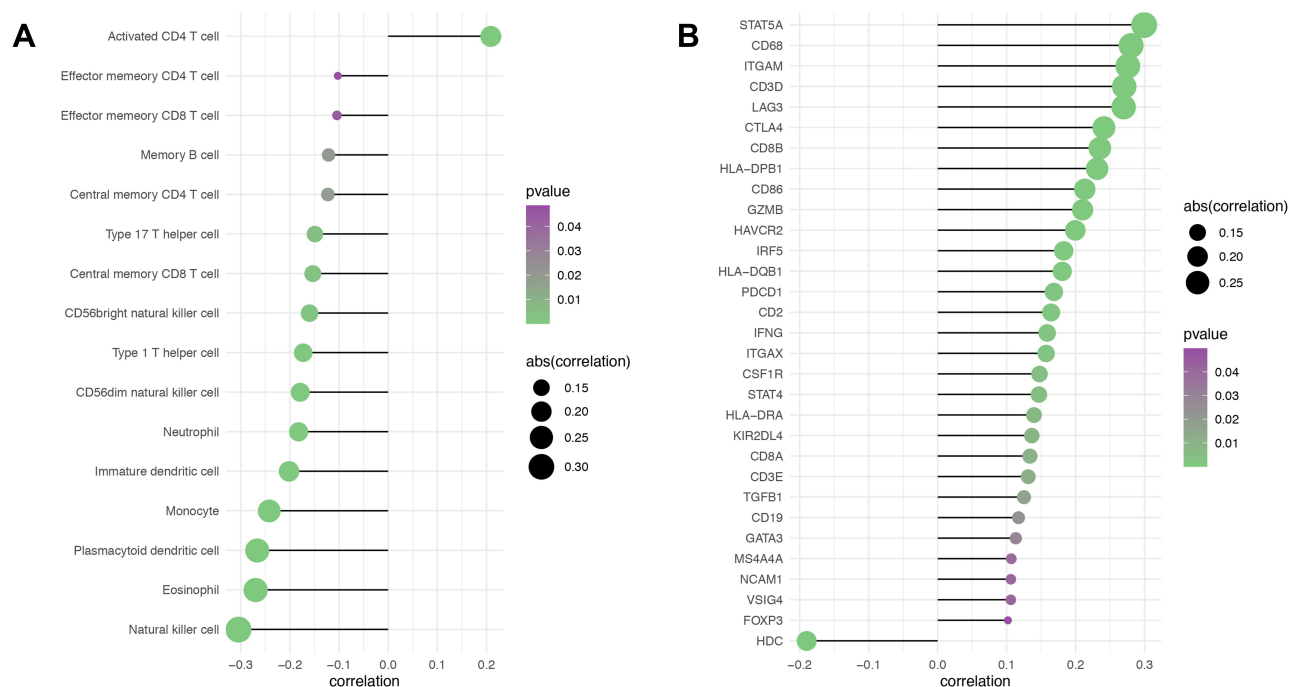 A
Activated CD4 T cell
Effector memeory CD4 T cell
Effector memeory CD8 T cell
Memory B cell
Central memory CD4 T cell
Type 17 T helper cell
Central memory CD8 T cell
CD56bright natural killer cell
Type 1 T helper cell
CD56dim natural killer cell
Neutrophil
Immature dendritic cell
Monocyte
Plasmacytoid dendritic cell
Eosinophil
Natural killer cell
−0.3 −0.2 −0.1 0.0 0.1 0.2
correlation
pvalue
0.04
0.03
0.02
0.01
abs(correlation)
0.15
0.20
0.25
0.30
B
STAT5A
CD68
ITGAM
CD3D
LAG3
CTLA4
CD8B
HLA−DPB1
CD86
GZMB
HAVCR2
IRF5
HLA−DQB1
PDCD1
CD2
IFNG
ITGAX
CSF1R
STAT4
HLA−DRA
KIR2DL4
CD8A
CD3E
TGFB1
CD19
GATA3
MS4A4A
NCAM1
VSIG4
FOXP3
HDC
−0.2 −0.1 0.0 0.1 0.2 0.3
correlation
abs(correlation)
0.15
0.20
0.25
pvalue
0.04
0.03
0.02
0.01